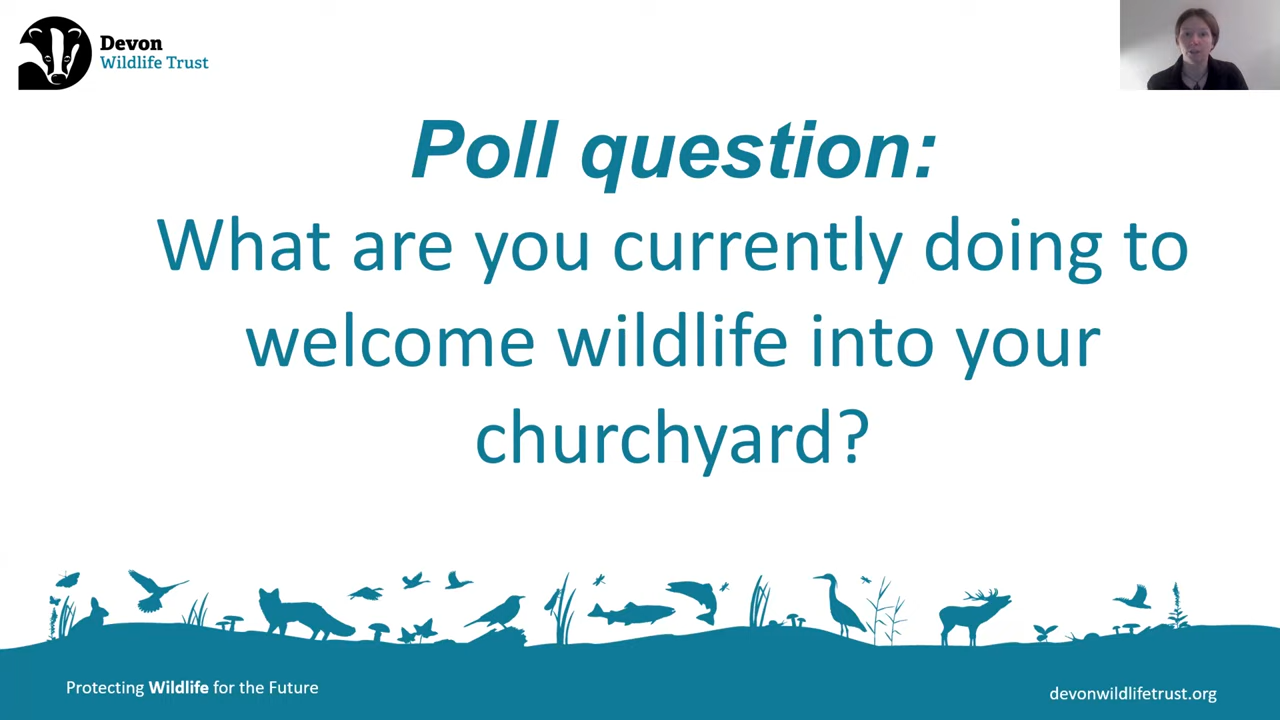 Devon
Wildlife Trust
Poll question:
What are you currently doing to
welcome wildlife into your
churchyard?
Protecting Wildlife for the Future
devonwildlifetrust.org